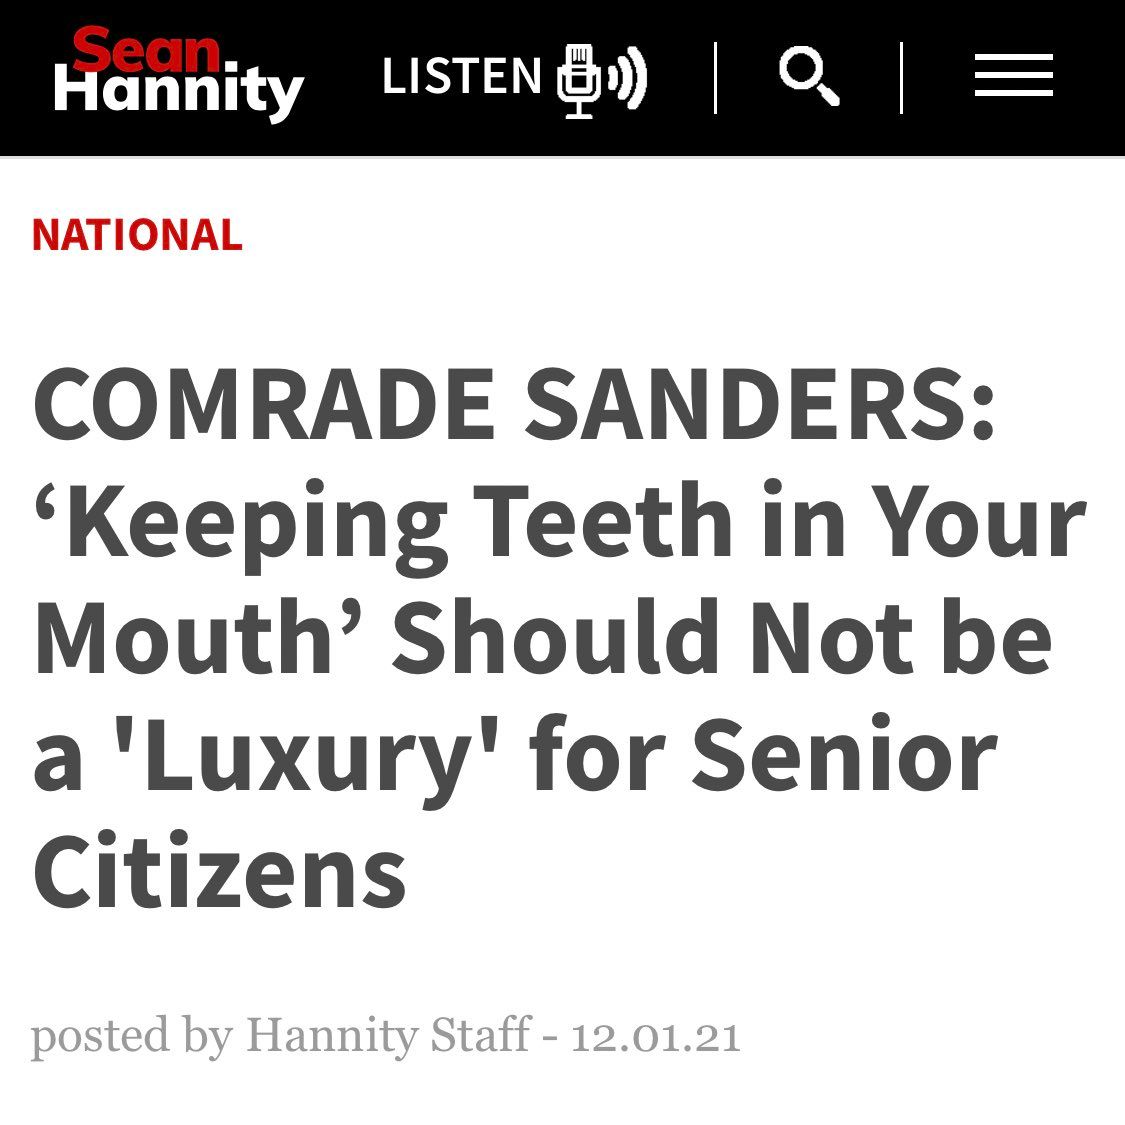 Sean
Hannity
LISTEN
NATIONAL
COMRADE SANDERS:
‘Keeping Teeth in Your
Mouth’ Should Not be
a 'Luxury' for Senior
Citizens
posted by Hannity Staff - 12.01.21